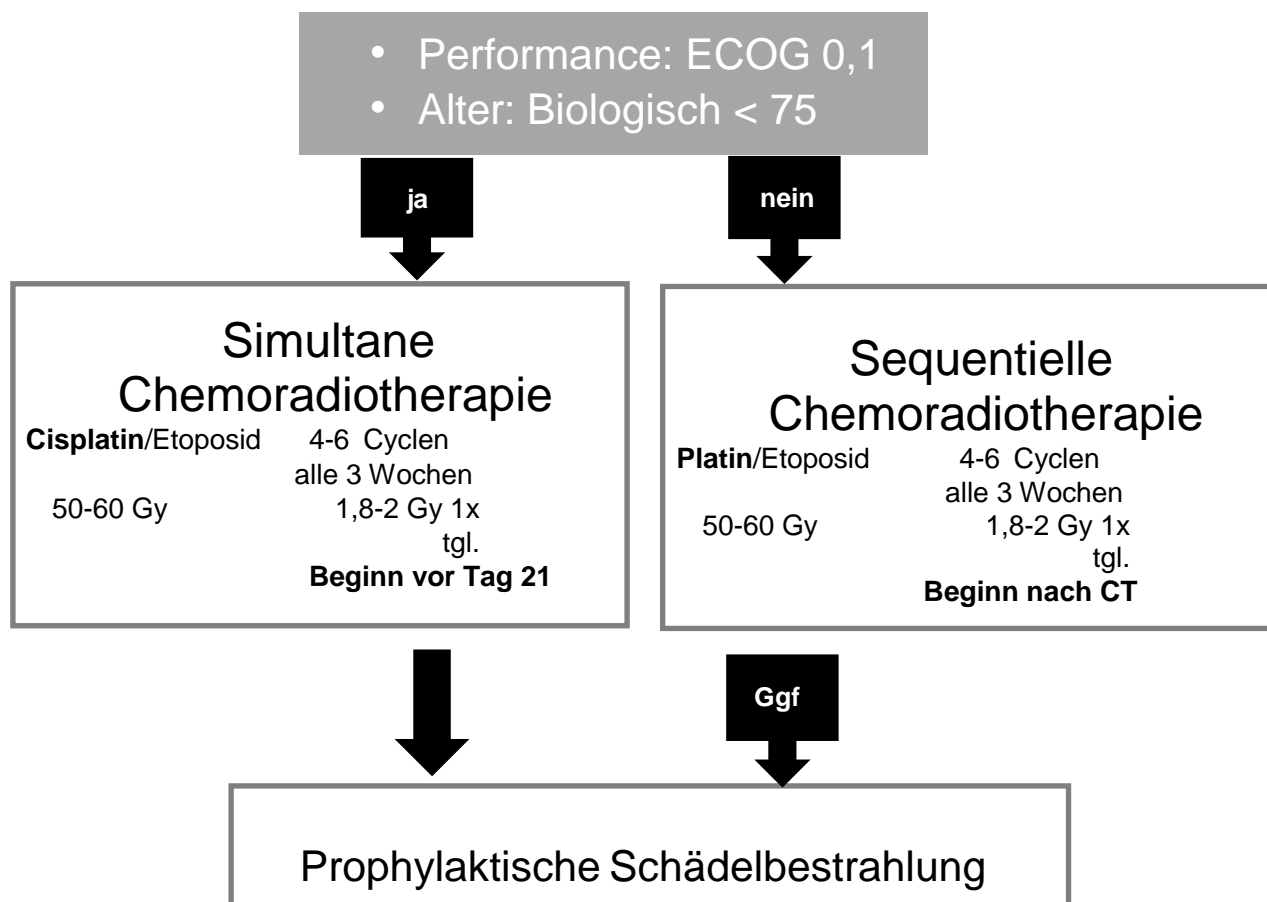 • Performance: ECOG 0,1
• Alter: Biologisch < 75
ja
nein
Simultane
Chemoradiotherapie
Cisplatin/Etoposid 4-6 Cyclen
alle 3 Wochen
50-60 Gy 1,8-2 Gy 1x
tgl.
Beginn vor Tag 21
Sequentielle
Chemoradiotherapie
Platin/Etoposid 4-6 Cyclen
alle 3 Wochen
50-60 Gy 1,8-2 Gy 1x
tgl.
Beginn nach CT
Ggf
Prophylaktische Schädelbestrahlung